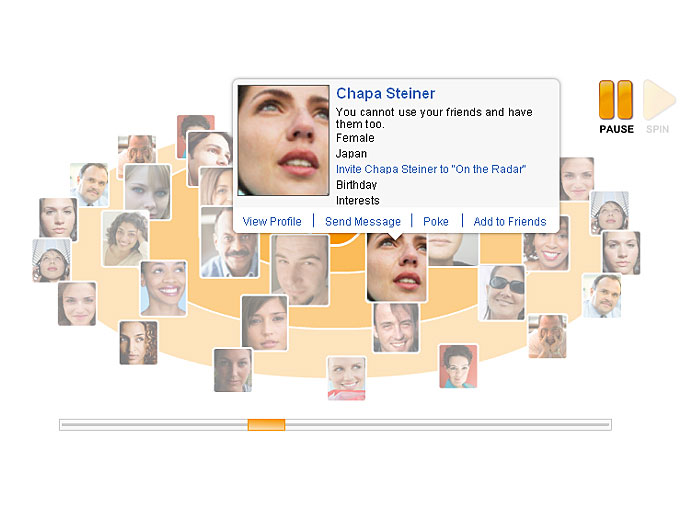 Chapa Steiner
You cannot use your friends and have
them too.
Female
Japan
Invite Chapa Steiner to "On the Radar"
Birthday
Interests
View Profile | Send Message | Poke | Add to Friends
PAUSE SPIN